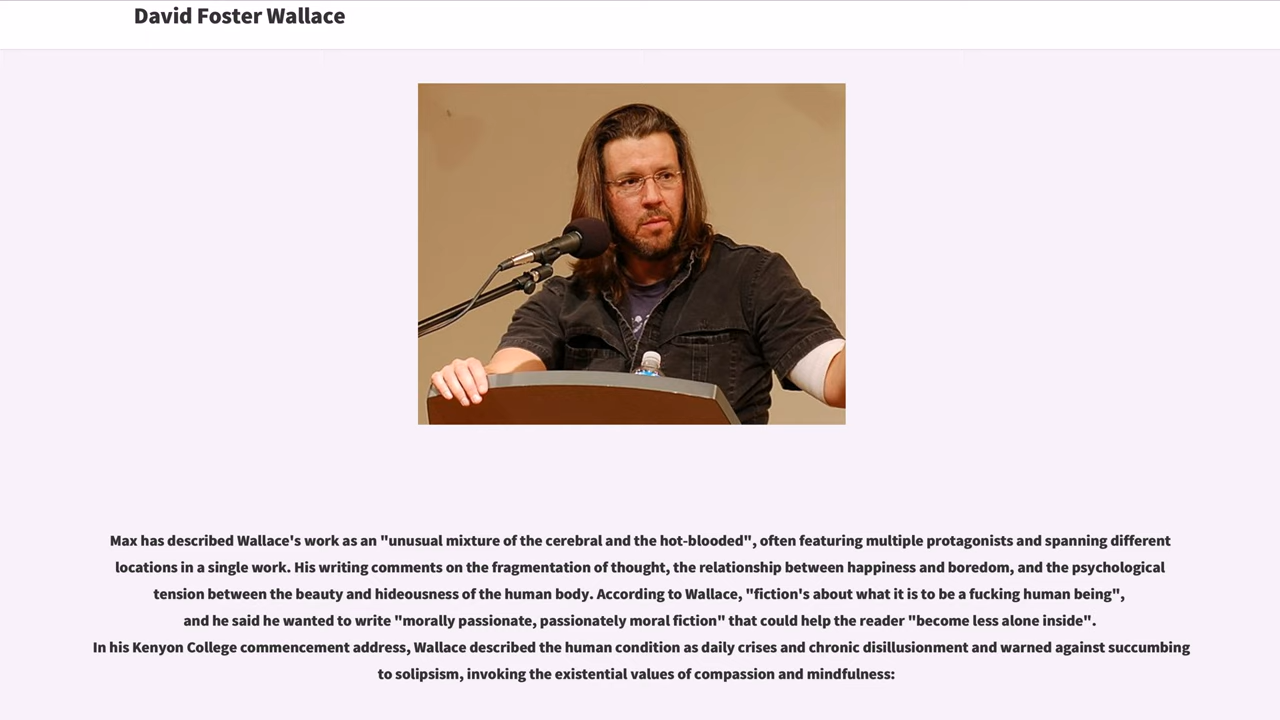 David Foster Wallace
Max has described Wallace's work as an "unusual mixture of the cerebral and the hot-blooded", often featuring multiple protagonists and spanning different
locations in a single work. His writing comments on the fragmentation of thought, the relationship between happiness and boredom, and the psychological
tension between the beauty and hideousness of the human body. According to Wallace, "fiction's about what it is to be a fucking human being",
and he said he wanted to write "morally passionate, passionately moral fiction" that could help the reader "become less alone inside".
In his Kenyon College commencement address, Wallace described the human condition as daily crises and chronic disillusionment and warned against succumbing
to solipsism, invoking the existential values of compassion and mindfulness: